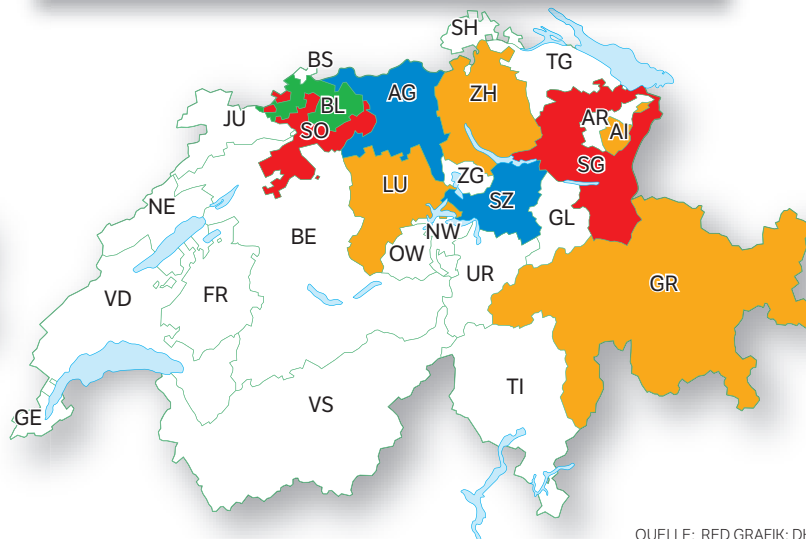 SH
BS
TG
AG
ZH
BL
JU
AR
SO
AI
SG
ZG
LU
SZ
NE
GL
NW
BE
OW
UR
GR
VD
FR
TI
VS
GE
QUELLE: RED GRAFIK: DH